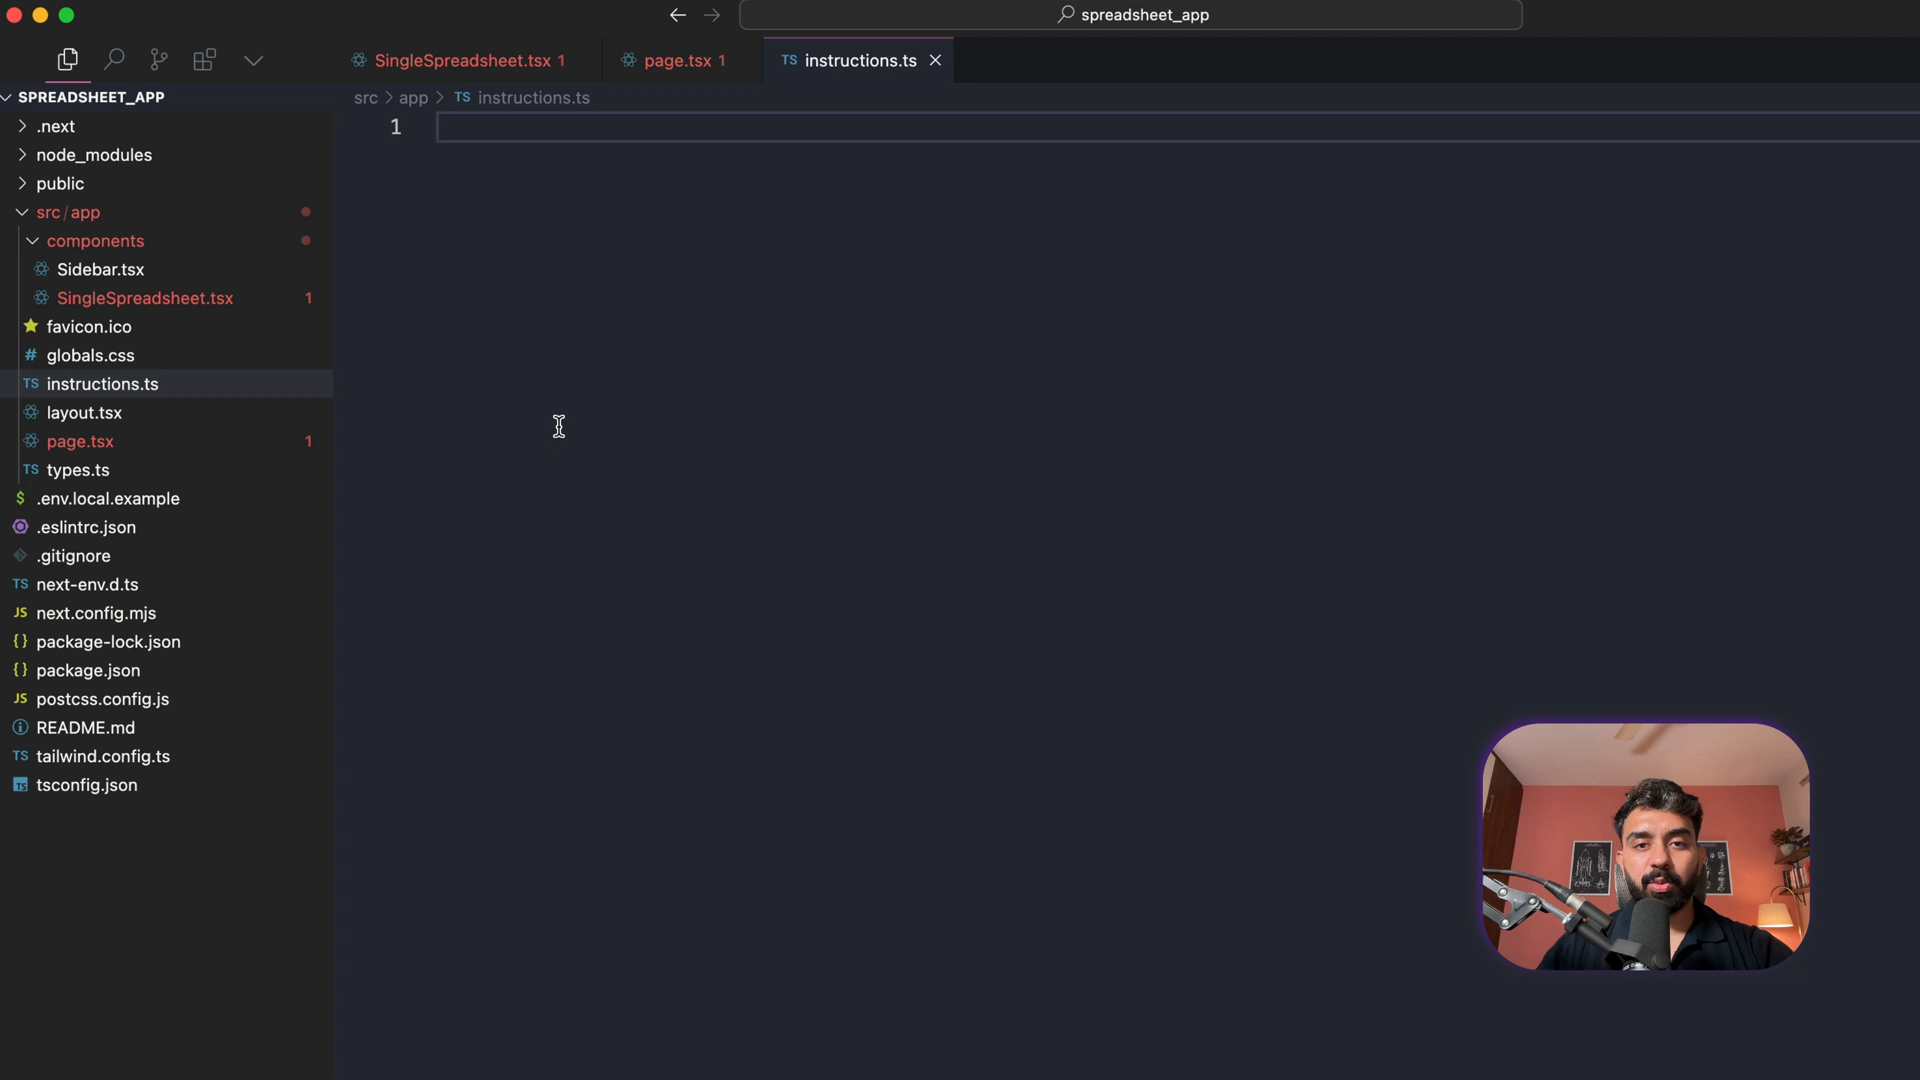 spreadsheet_app
SingleSpreadsheet.tsx 1
page.tsx 1
TS instructions.ts
SPREADSHEET_APP
src > app > TS instructions.ts
1
.next
node_modules
public
src/app
components
Sidebar.tsx
SingleSpreadsheet.tsx 1
favicon.ico
# globals.css
TS instructions.ts
layout.tsx
page.tsx 1
TS types.ts
$ .env.local.example
.eslintrc.json
.gitignore
TS next-env.d.ts
JS next.config.mjs
{} package-lock.json
{} package.json
JS postcss.config.js
README.md
TS tailwind.config.ts
TS tsconfig.json